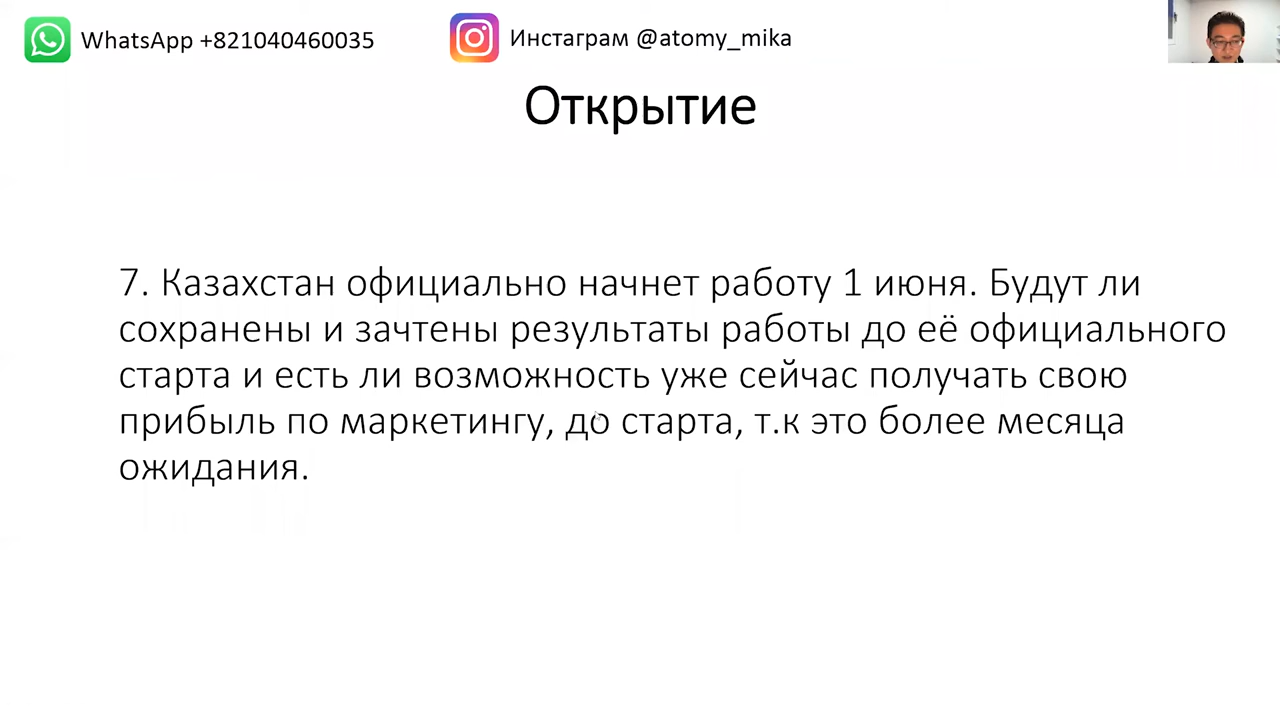 WhatsApp +821040460035
Инстаграм @atomy_mika
Открытие
7. Казахстан официально начнет работу 1 июня. Будут ли
сохранены и зачтены результаты работы до её официального
старта и есть ли возможность уже сейчас получать свою
прибыль по маркетингу, до старта, т.к это более месяца
ожидания.